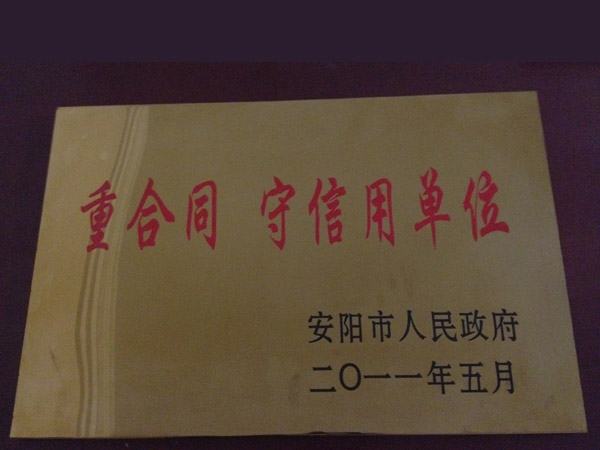 重合同 守信用单位
安阳市人民政府
二〇一一年五月